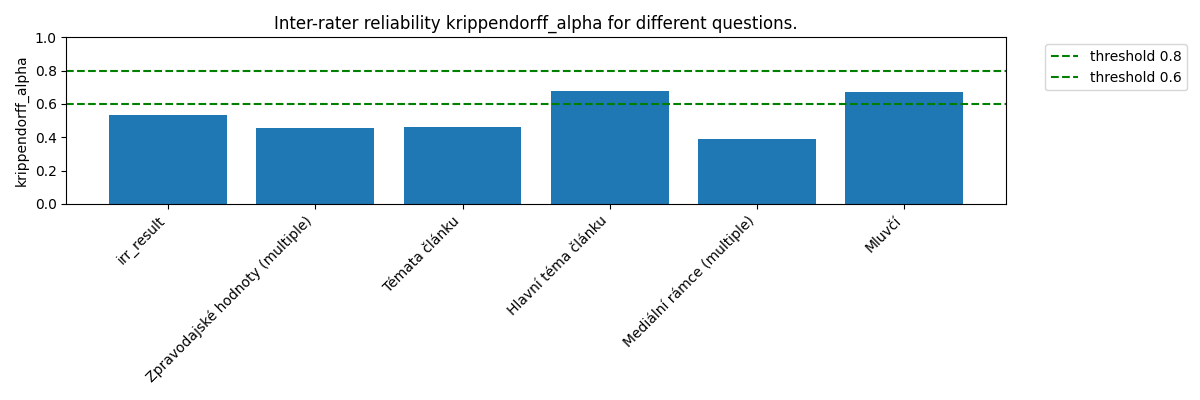 Inter-rater reliability krippendorff_alpha for different questions.
krippendorff_alpha
1.0
0.8
0.6
0.4
0.2
0.0
irr_result
Zpravodajské hodnoty (multiple)
Témata článku
Hlavní téma článku
Mediální rámce (multiple)
Mluvčí
threshold 0.8
threshold 0.6